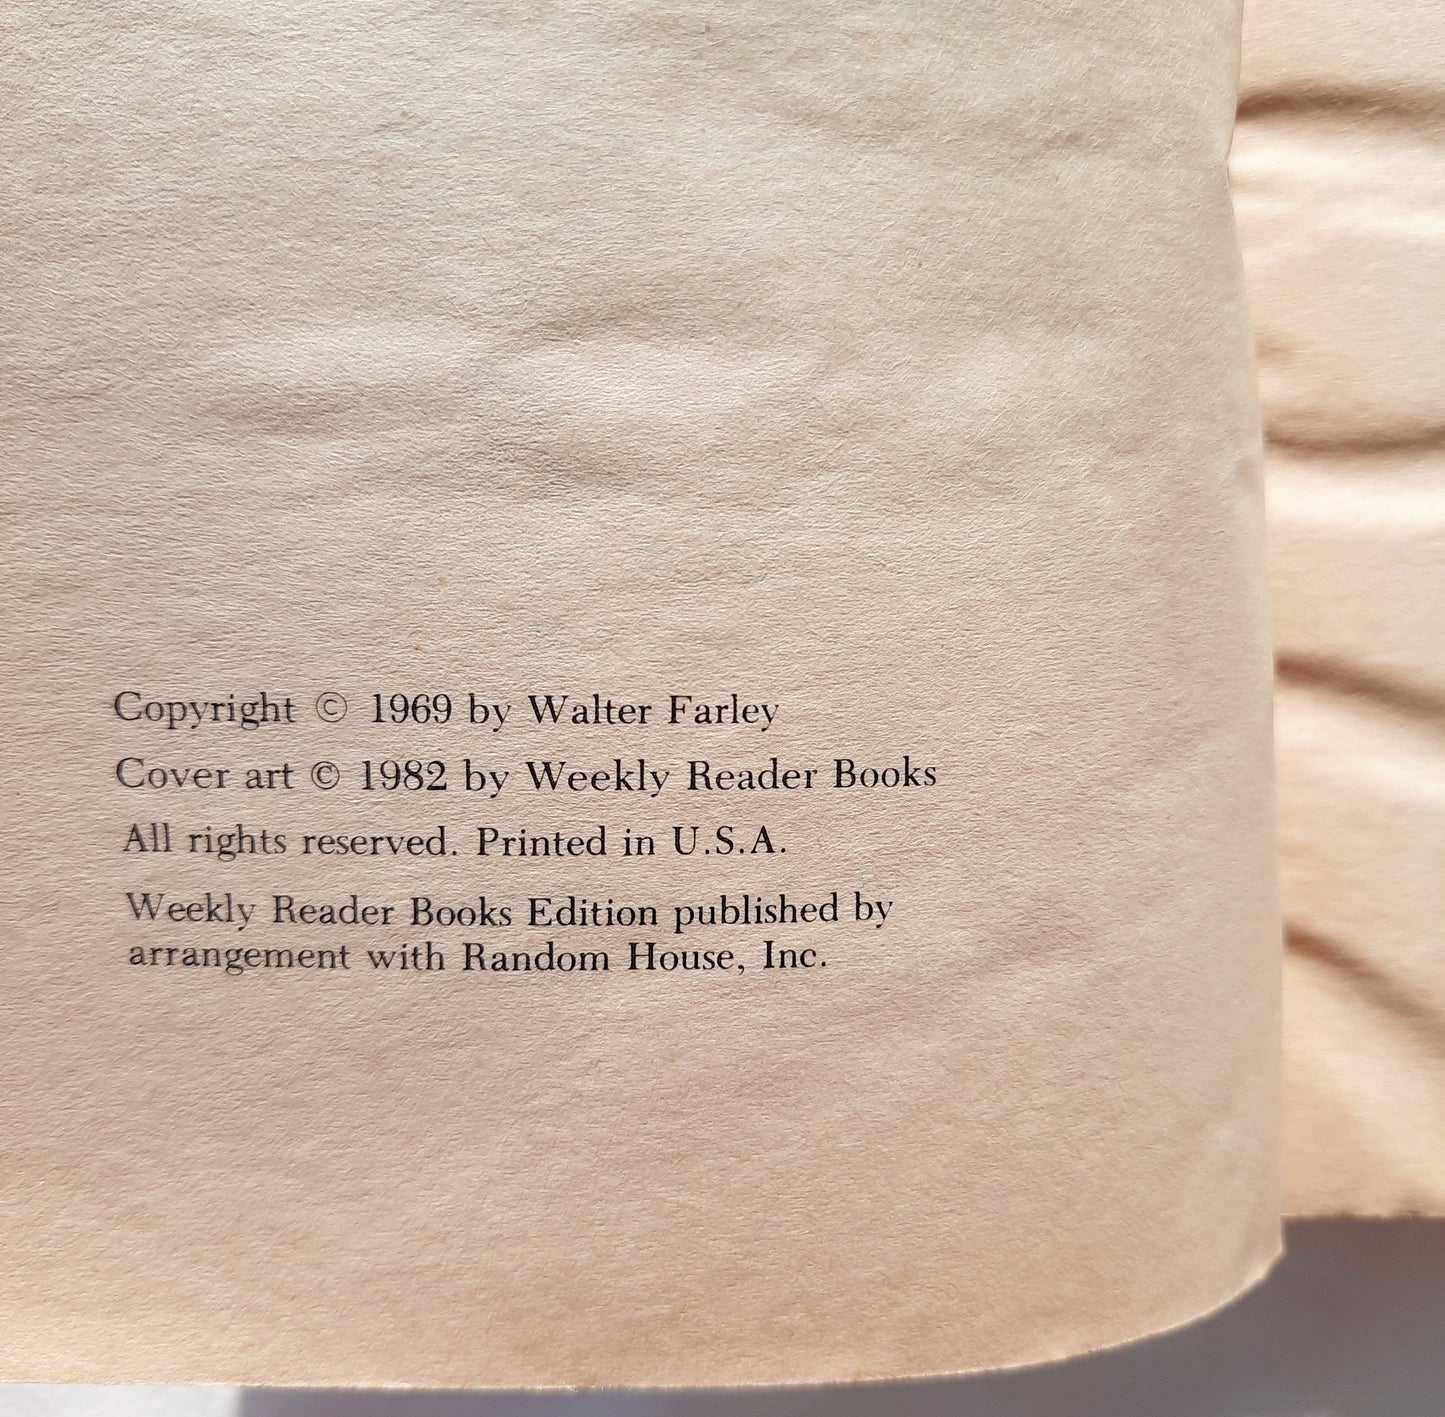 Copyright © 1969 by Walter Farley
Cover art © 1982 by Weekly Reader Books
All rights reserved. Printed in U.S.A.
Weekly Reader Books Edition published by
arrangement with Random House, Inc.